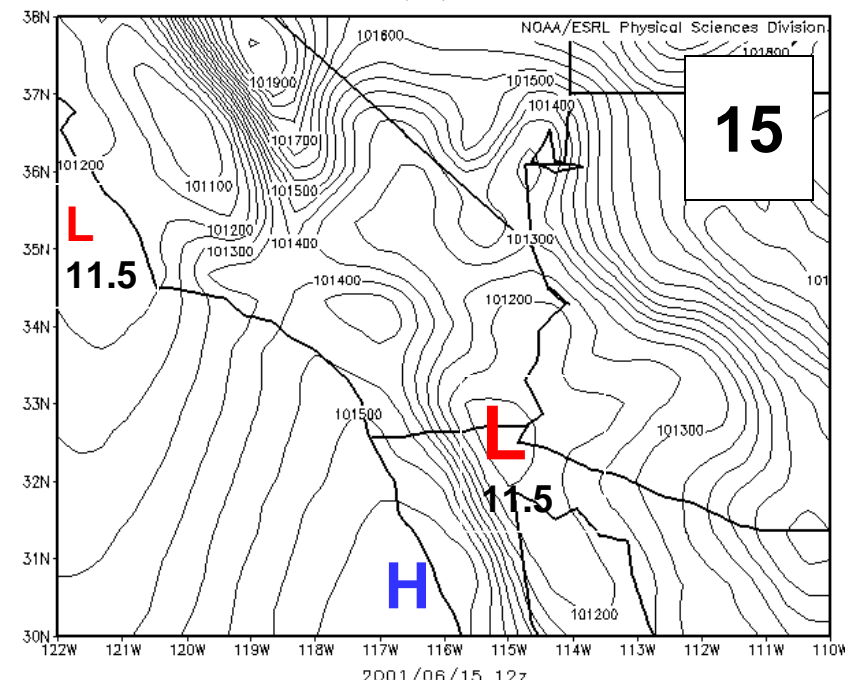 38N
NOAA/ESRL Physical Sciences Division
101600
101800
101900
101500
37N
101400
15
101700
36N
101200
101100
101500
L
101200
101300
35N
101300
101400
11.5
101400
101
101200
34N
33N
101500
L
101300
32N
11.5
31N
H
101200
30N
122W 121W 120W 119W 118W 117W 116W 115W 114W 113W 112W 111W 110W
2001/06/15 12z